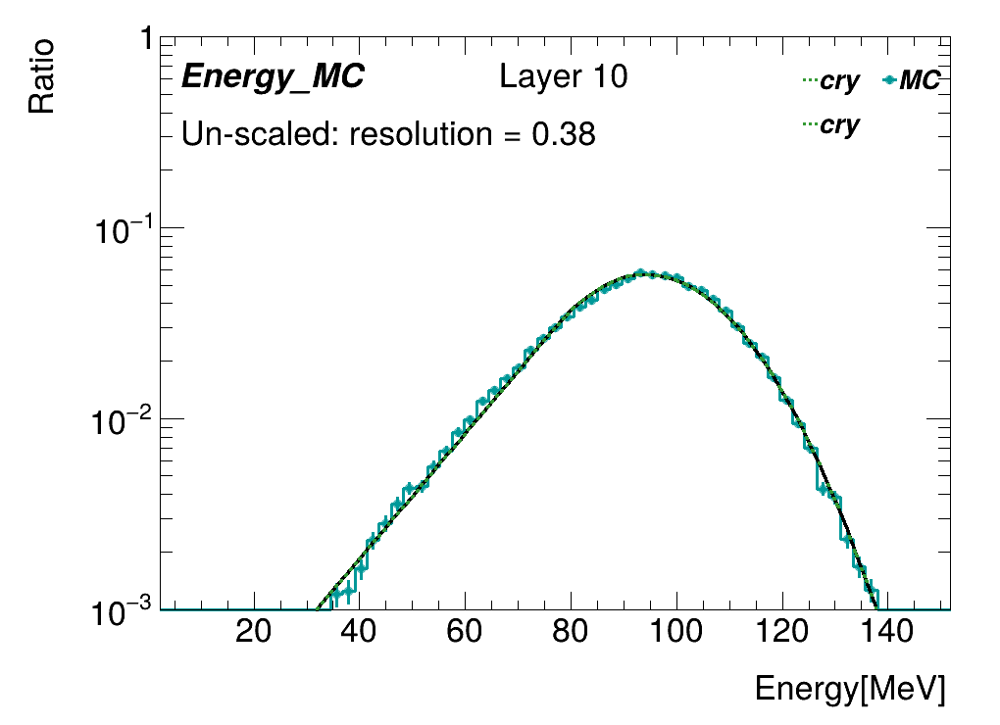 Ratio
1
Energy_MC Layer 10 cry MC
Un-scaled: resolution = 0.38 cry
10⁻¹
10⁻²
10⁻³
20 40 60 80 100 120 140
Energy[MeV]